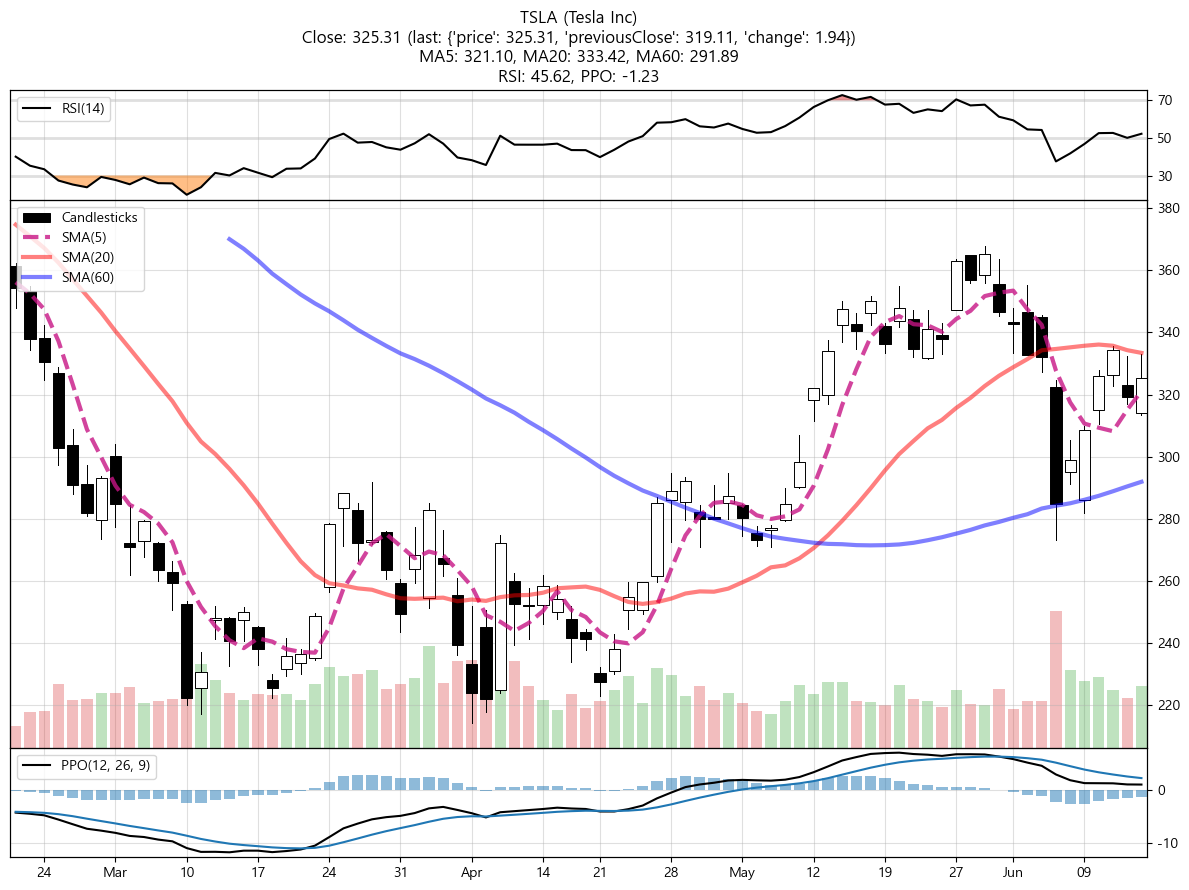 TSLA (Tesla Inc)
Close: 325.31 (last: {'price': 325.31, 'previousClose': 319.11, 'change': 1.94})
MA5: 321.10, MA20: 333.42, MA60: 291.89
RSI: 45.62, PPO: -1.23
RSI(14)
70
50
30
Candlesticks
SMA(5)
SMA(20)
SMA(60)
380
360
340
320
300
280
260
240
220
PPO(12, 26, 9)
0
-10
24 Mar 10 17 24 31 Apr 14 21 28 May 12 19 27 Jun 09